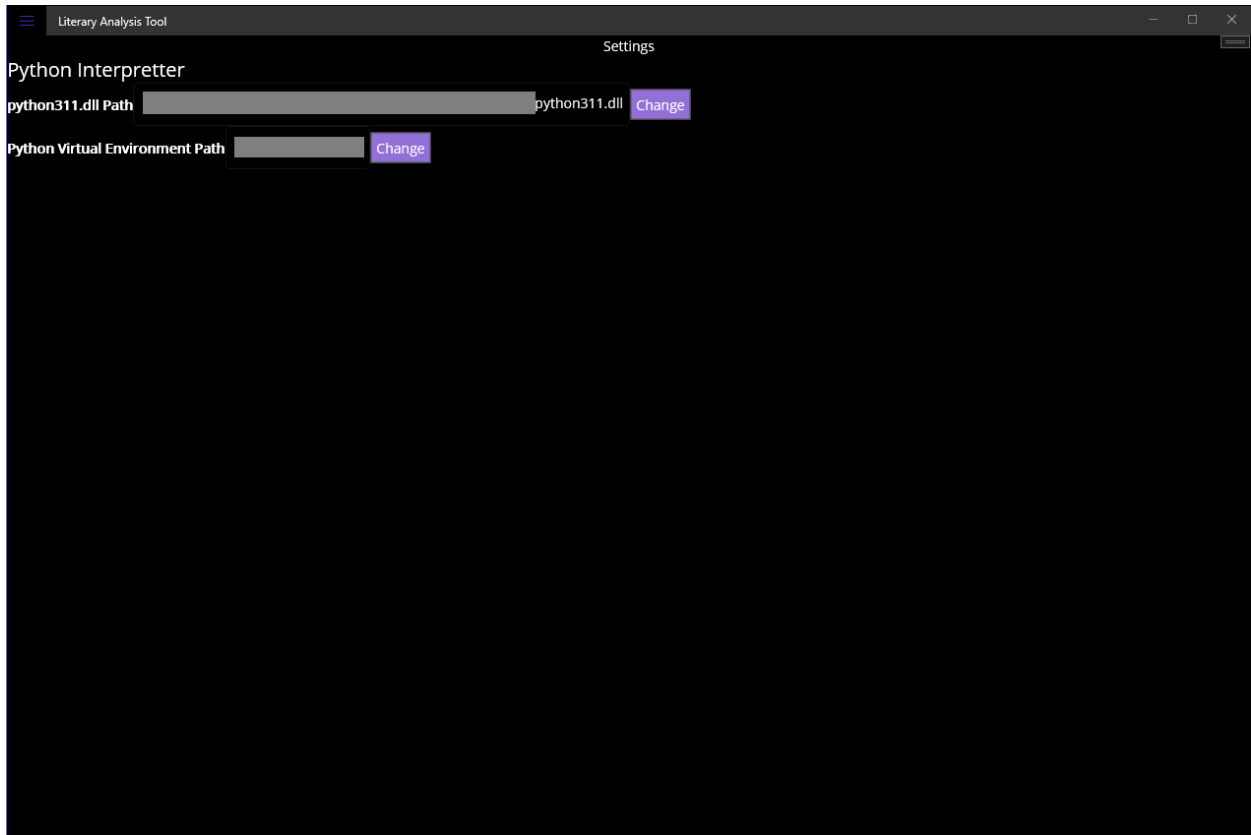 Literary Analysis Tool
Settings
Python Interpretter
python311.dll Path python311.dll Change
Python Virtual Environment Path Change